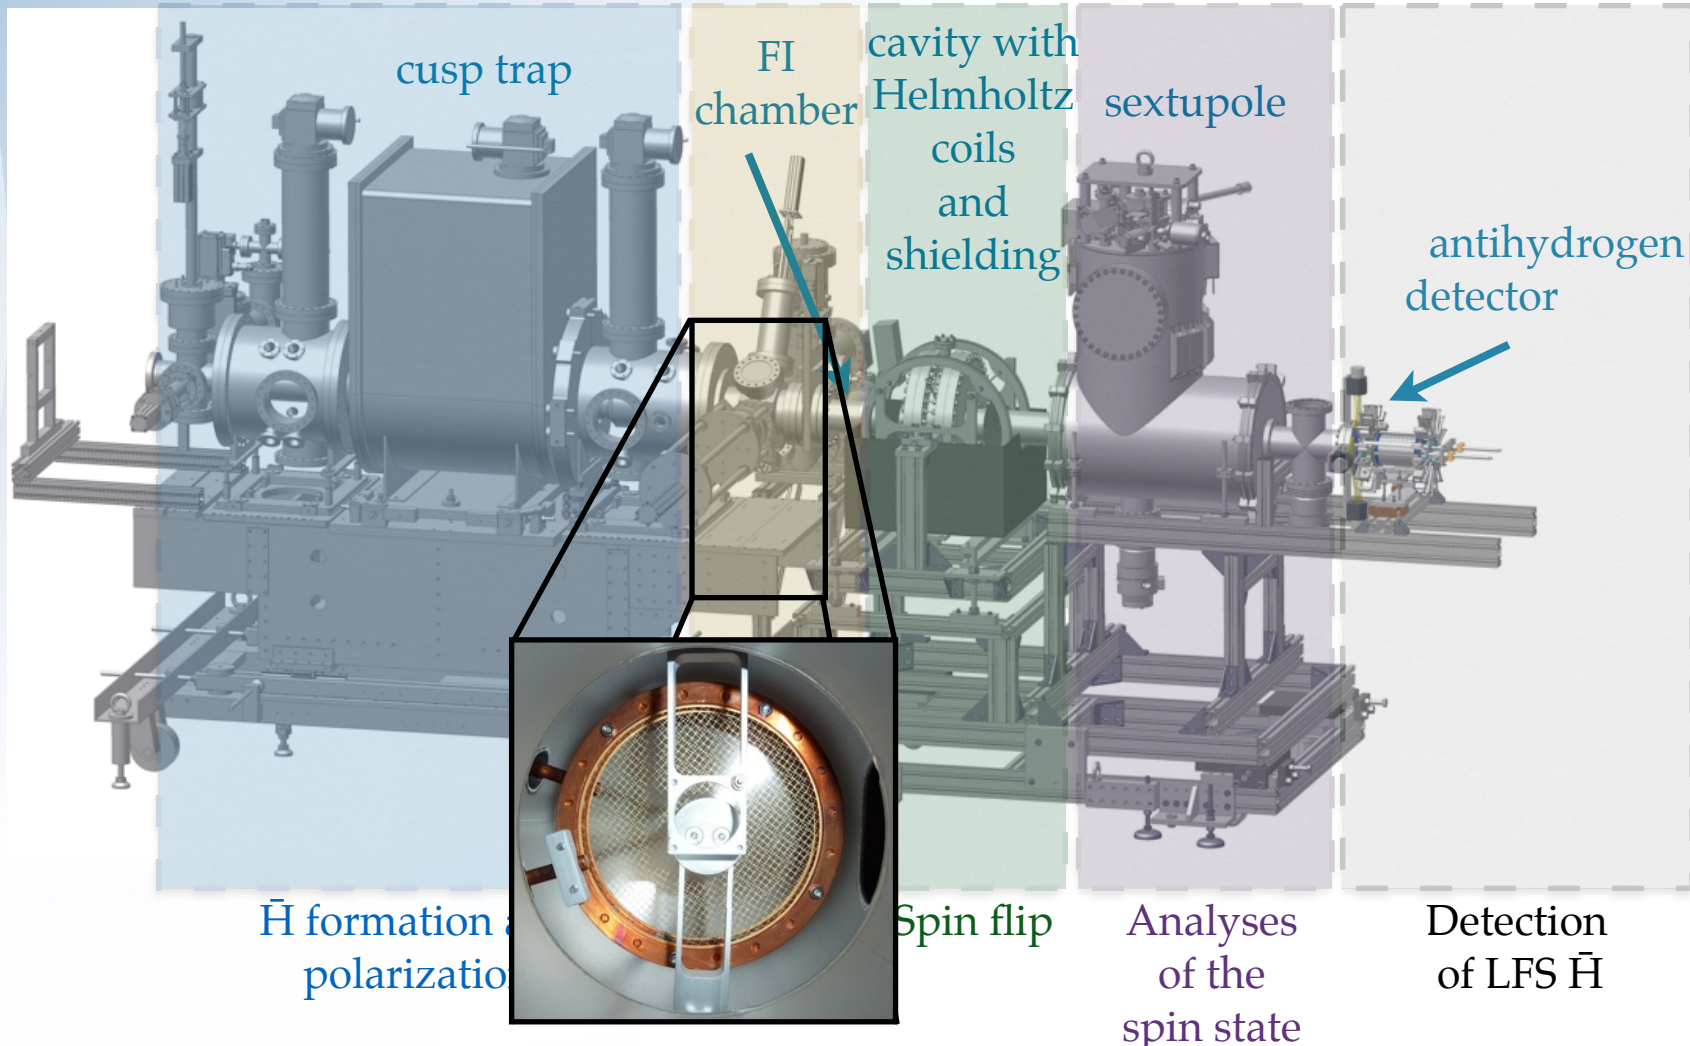 cusp trap
FI
chamber
cavity with
Helmholtz
coils
and
shielding
sextupole
antihydrogen
detector
H̄ formation
polarization
Spin flip
Analyses
of the
spin state
Detection
of LFS H̄